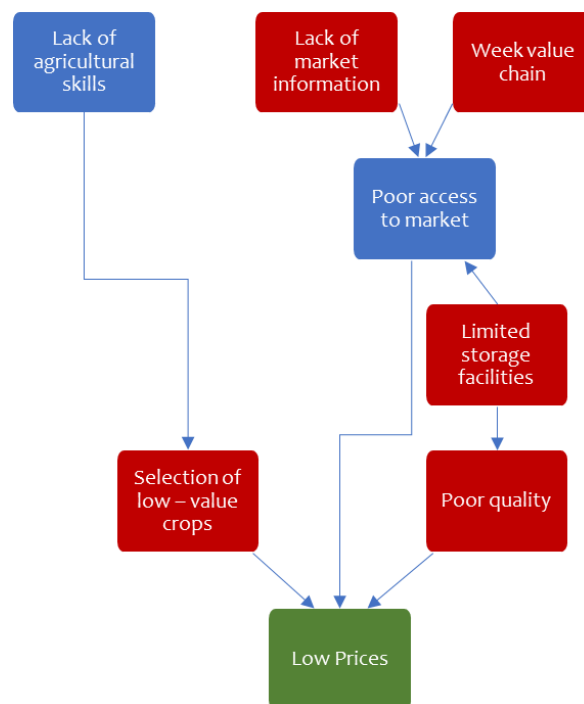 Lack of
agricultural
skills
Lack of
market
information
Week value
chain
Poor access
to market
Limited
storage
facilities
Selection of
low – value
crops
Poor quality
Low Prices